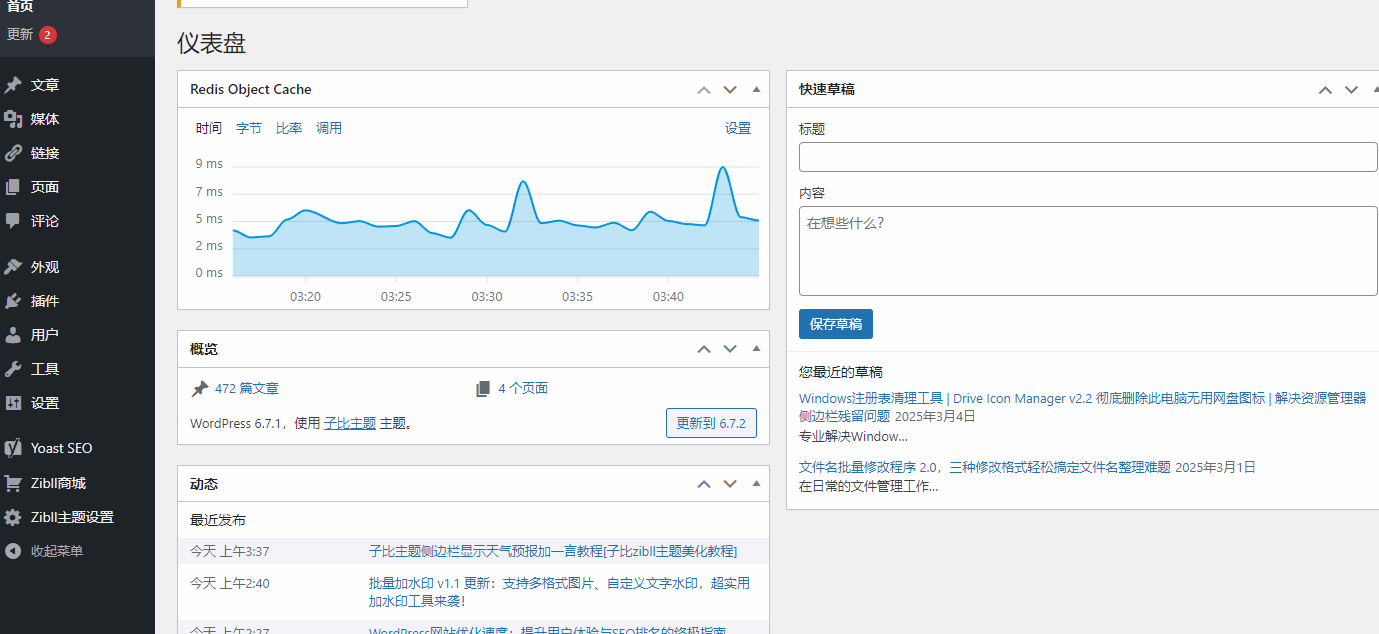 首页
更新 2
文章
媒体
链接
页面
评论
外观
插件
用户
工具
设置
Yoast SEO
Zibll商城
Zibll主题设置
收起菜单
仪表盘
Redis Object Cache
时间 字节 比率 调用 设置
9 ms
7 ms
5 ms
2 ms
0 ms
03:20 03:25 03:30 03:35 03:40
概览
472 篇文章 4 个页面
WordPress 6.7.1，使用 子比主题 主题。 更新到 6.7.2
动态
最近发布
今天 上午3:37 子比主题侧边栏显示天气预报加一言教程[子比zibll主题美化教程]
今天 上午2:40 批量加水印 v1.1 更新：支持多格式图片、自定义文字水印，超实用
加水印工具来袭！
今天 上午2:27 WordPress网站优化速度：提升用户体验与SEO排名的终极指南
快速草稿
标题
内容
在想些什么？
保存草稿
您最近的草稿
Windows注册表清理工具 | Drive Icon Manager v2.2 彻底删除此电脑无用网盘图标 | 解决资源管理器
侧边栏残留问题 2025年3月4日
专业解决Window…
文件名批量修改程序 2.0，三种修改格式轻松搞定文件名整理难题 2025年3月1日
在日常的文件管理工作…